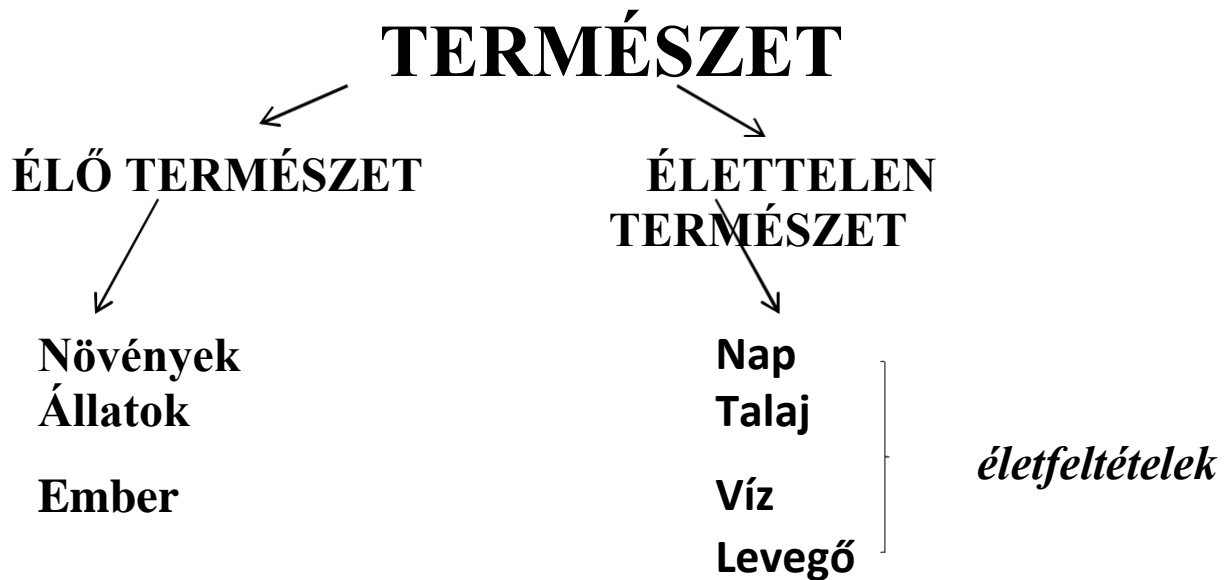 TERMÉSZET
ÉLŐ TERMÉSZET
ÉLETTELEN
TERMÉSZET
Növények
Állatok
Ember
Nap
Talaj
Víz
Levegő
életfeltételek